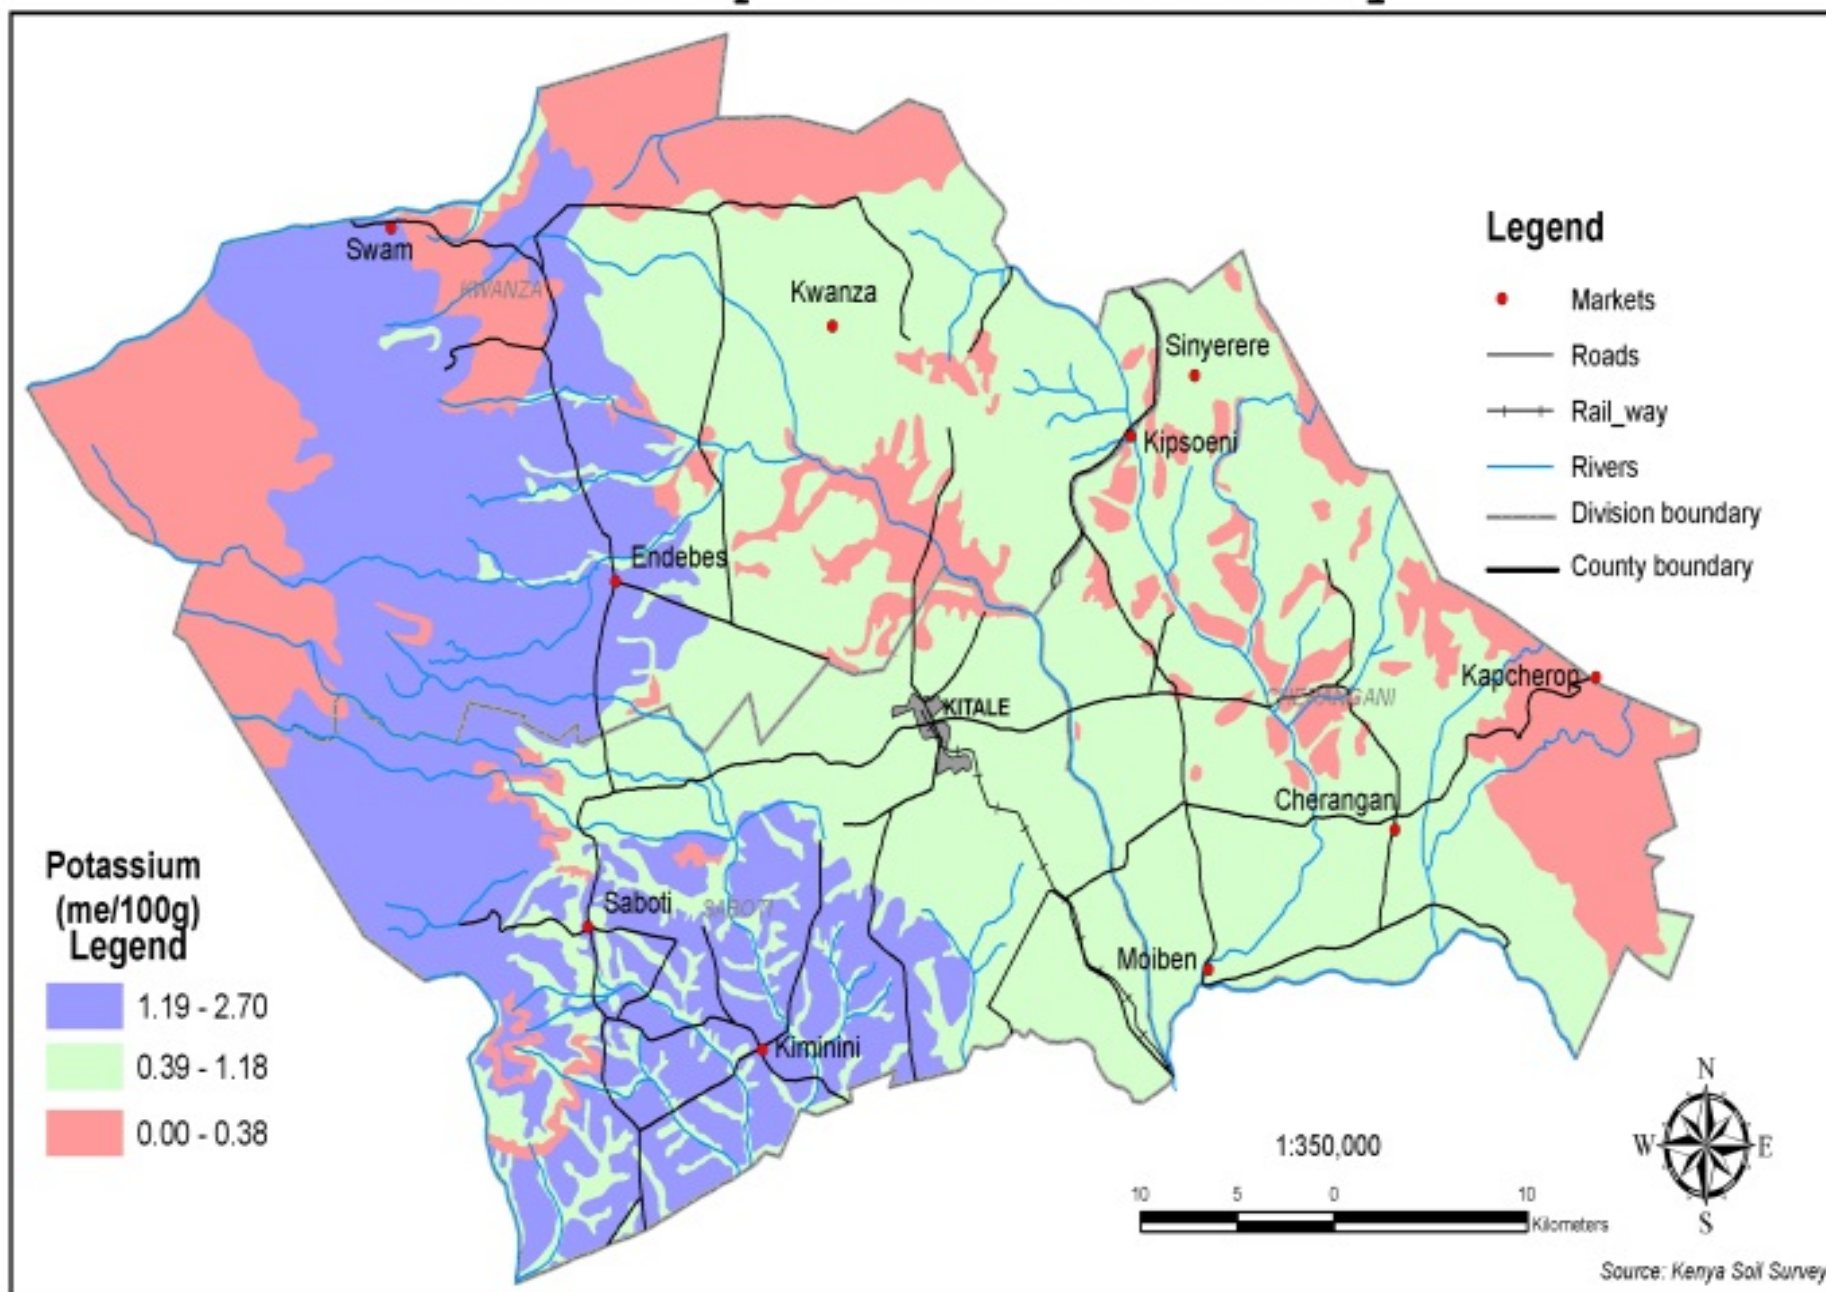 Swam
KWANZA
Kwanza
Sinyerere
Kipsoeni
Endebes
KITALE
CHERANGANI
Kapcherop
Cherangan
Saboti
SABOTI
Moiben
Kiminini
Legend
Markets
Roads
Rail_way
Rivers
Division boundary
County boundary
Potassium
(me/100g)
Legend
1.19 - 2.70
0.39 - 1.18
0.00 - 0.38
N
W E
S
1:350,000
10 5 0 10
Kilometers
Source: Kenya Soil Survey